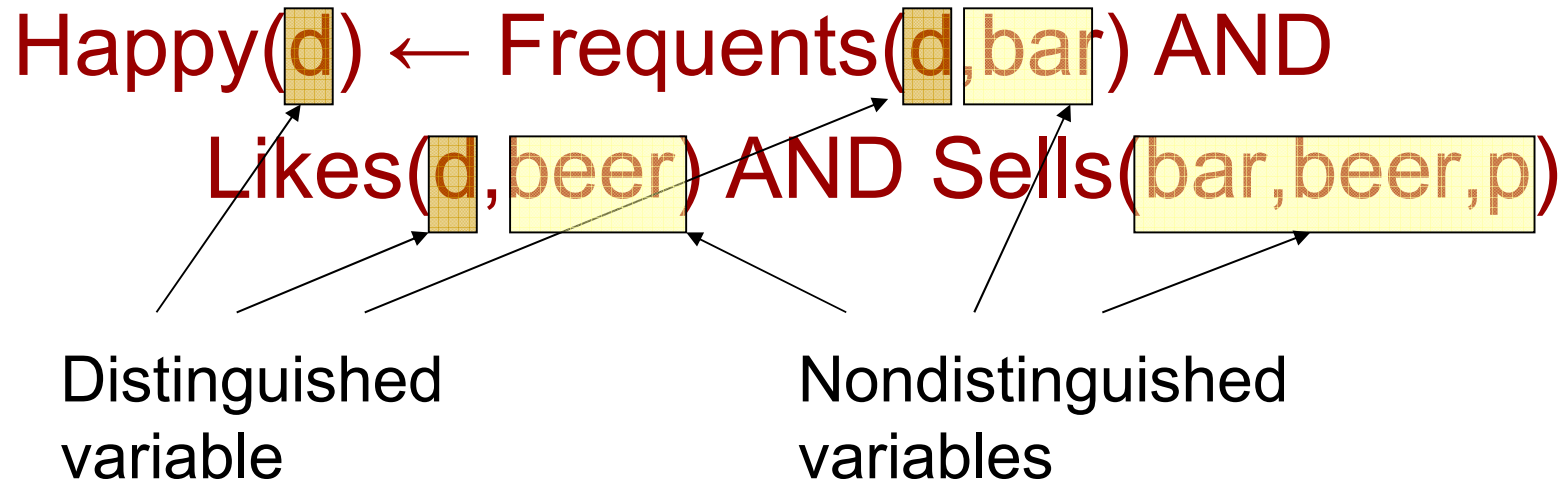 Happy(d) ← Frequents(d,bar) AND
Likes(d,beer) AND Sells(bar,beer,p)
Distinguished
variable
Nondistinguished
variables